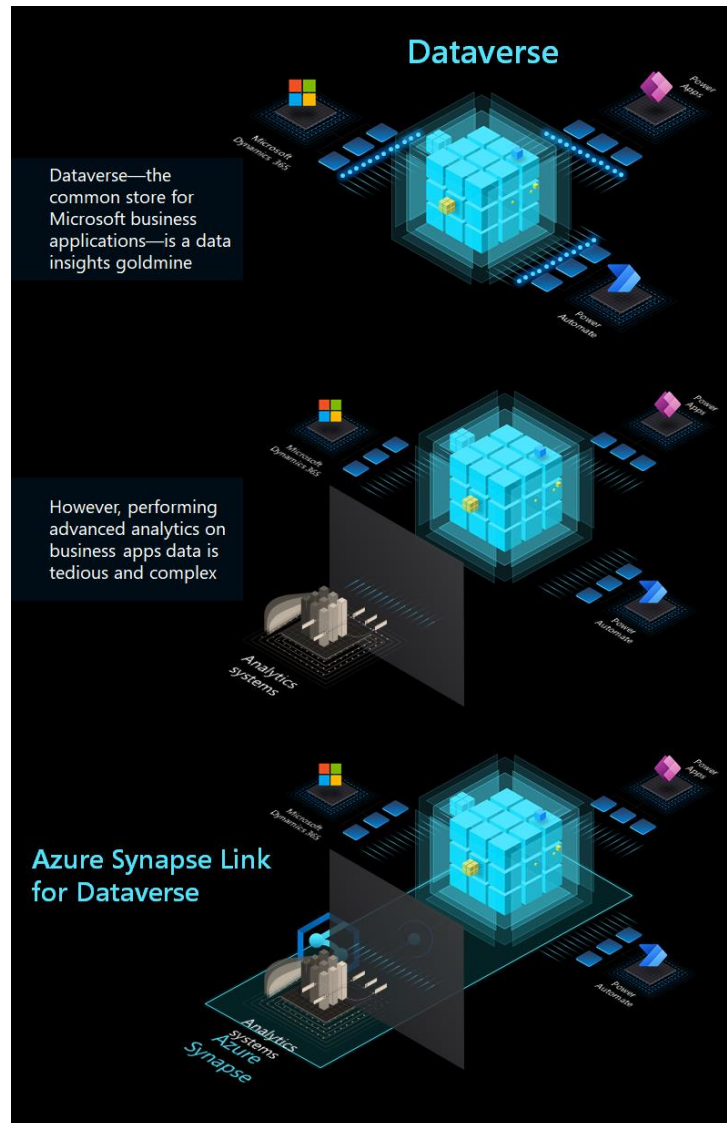 Dataverse
Microsoft
Dynamics 365
Power
Apps
Dataverse—the
common store for
Microsoft business
applications—is a data
insights goldmine
Power
Automate
Microsoft
Dynamics 365
Power
Apps
However, performing
advanced analytics on
business apps data is
tedious and complex
Power
Automate
Analytics
systems
Microsoft
Dynamics 365
Power
Apps
Azure Synapse Link
for Dataverse
Power
Automate
Analytics
systems
Azure
Synapse